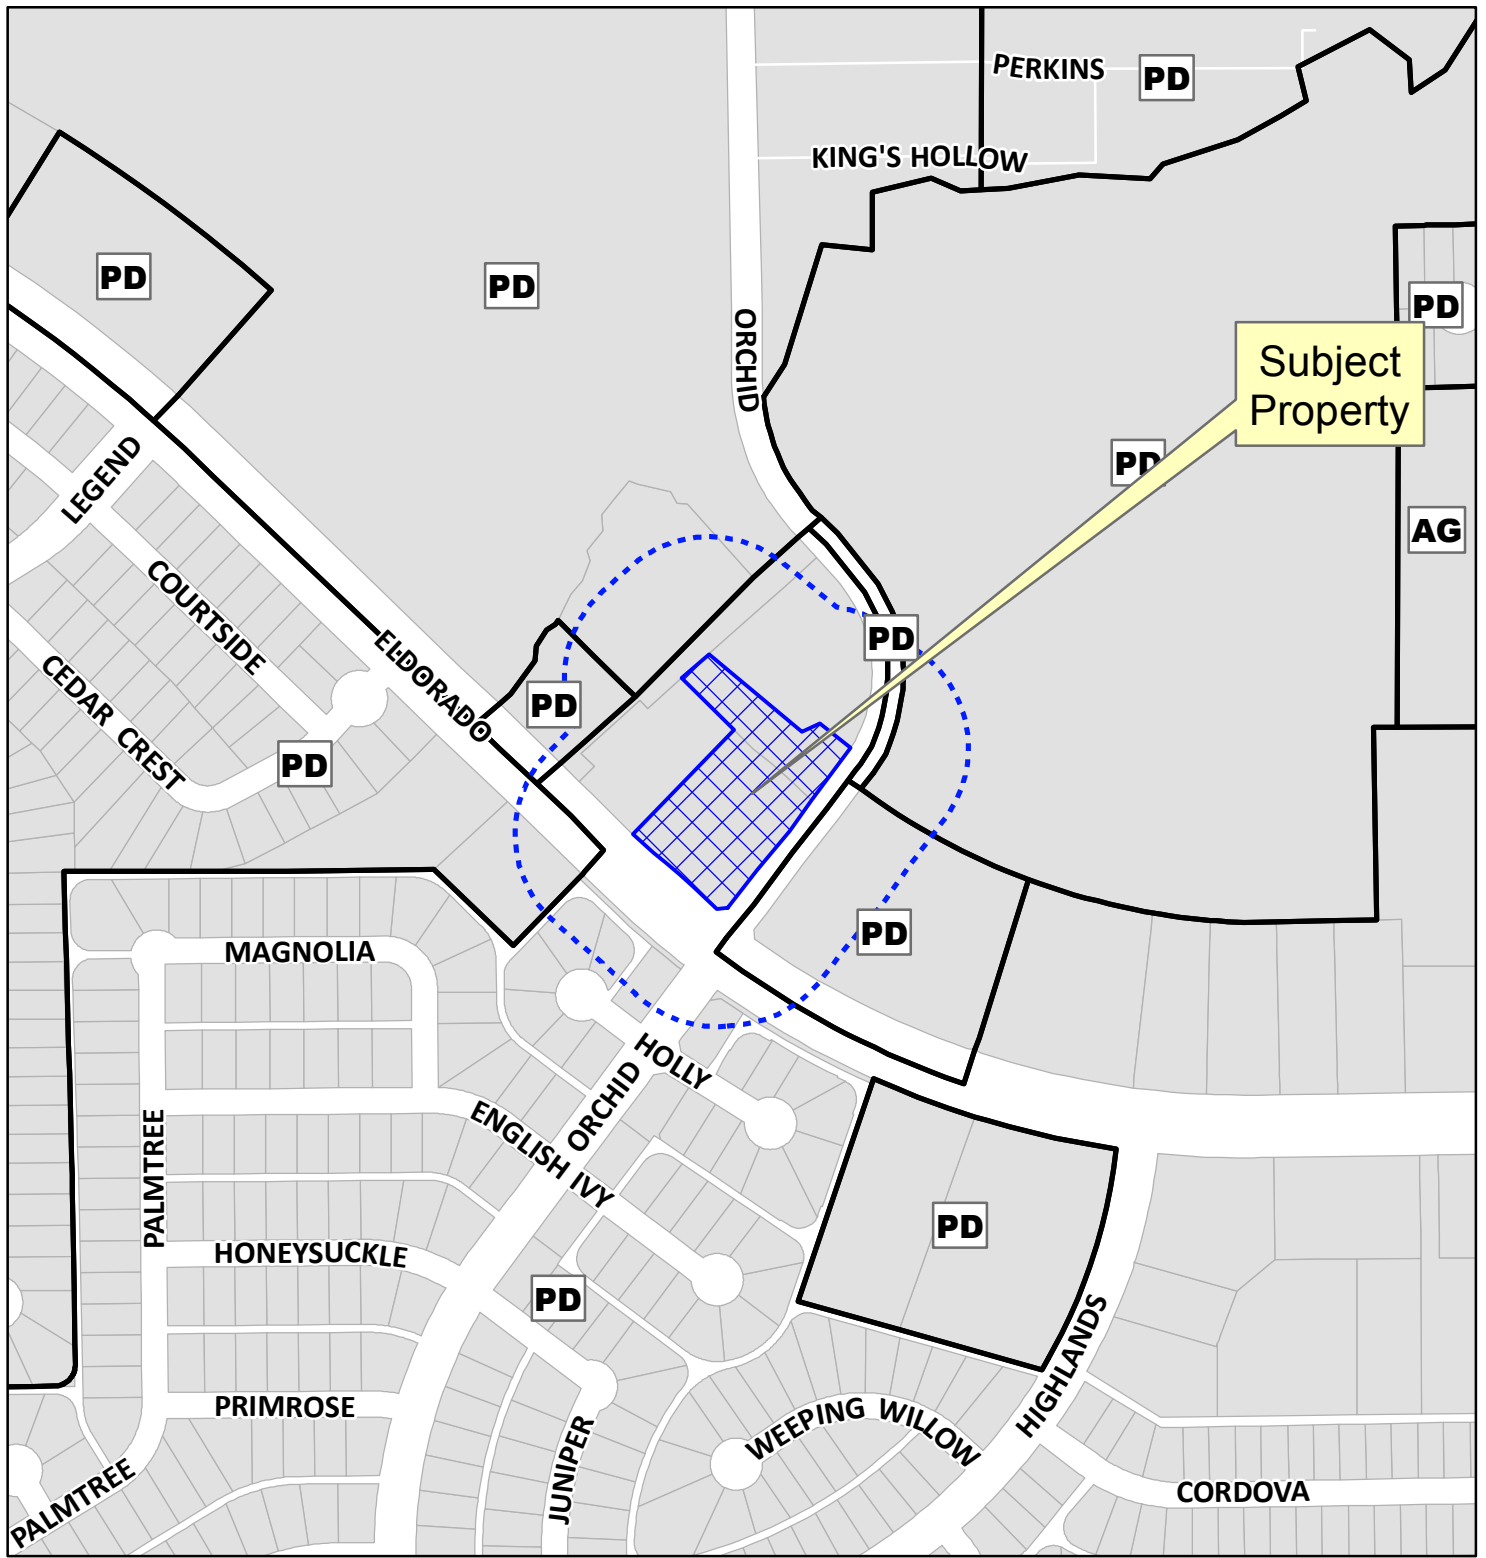 PERKINS
PD
KING'S HOLLOW
PD
PD
PD
ORCHID
Subject
Property
PD
LEGEND
AG
COURTSIDE
ELDORADO
PD
CEDAR CREST
PD
PD
PD
MAGNOLIA
HOLLY
ORCHID
ENGLISH IVY
PALMTREE
HONEYSUCKLE
PD
PD
HIGHLANDS
PRIMROSE
WEEPING WILLOW
JUNIPER
PALMTREE
CORDOVA